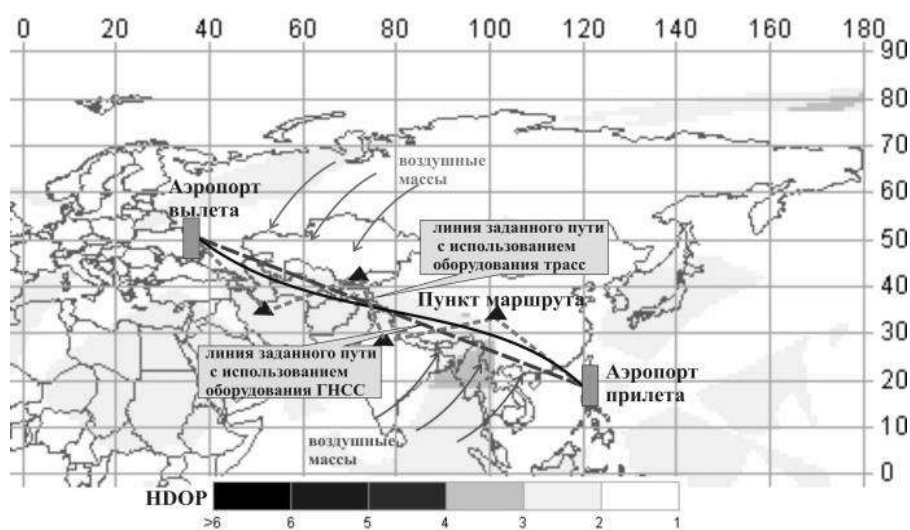 0 20 40 60 80 100 120 140 160 180
90
80
70
60
50
40
30
20
10
0
воздушные
массы
Аэропорт
вылета
линия заданного пути
с использованием
оборудования трасс
Пункт маршрута
линия заданного пути
с использованием
оборудования ГНСС
Аэропорт
прилета
воздушные
массы
HDOP
>6 6 5 4 3 2 1